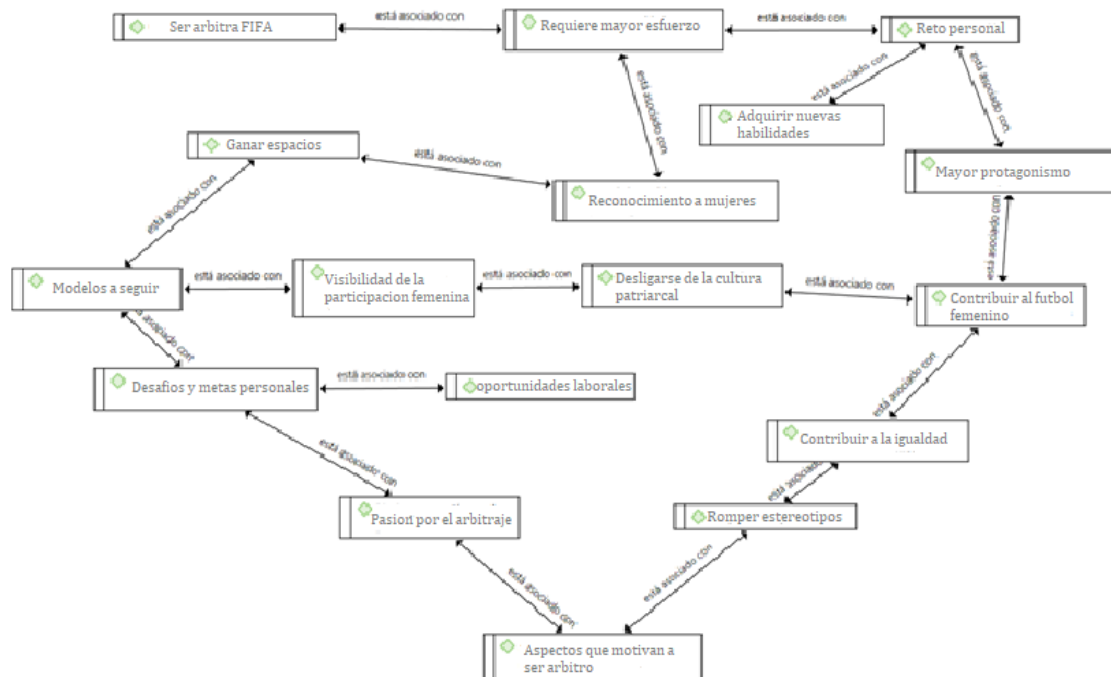 Ser arbitra FIFA
está asociado con
Requiere mayor esfuerzo
está asociado con
Reto personal
está asociado con
está asociado con
está asociado con
Adquirir nuevas
habilidades
Ganar espacios
está asociado con
Mayor protagonismo
Reconocimiento a mujeres
está asociado con
está asociado con
Modelos a seguir
está asociado con
Visibilidad de la
participacion femenina
está asociado con
Desligarse de la cultura
patriarcal
está asociado con
Contribuir al futbol
femenino
está asociado con
está asociado con
Desafios y metas personales
está asociado con
oportunidades laborales
está asociado con
Contribuir a la igualdad
está asociado con
está asociado con
Pasion por el arbitraje
Romper estereotipos
está asociado con
está asociado con
Aspectos que motivan a
ser arbitro